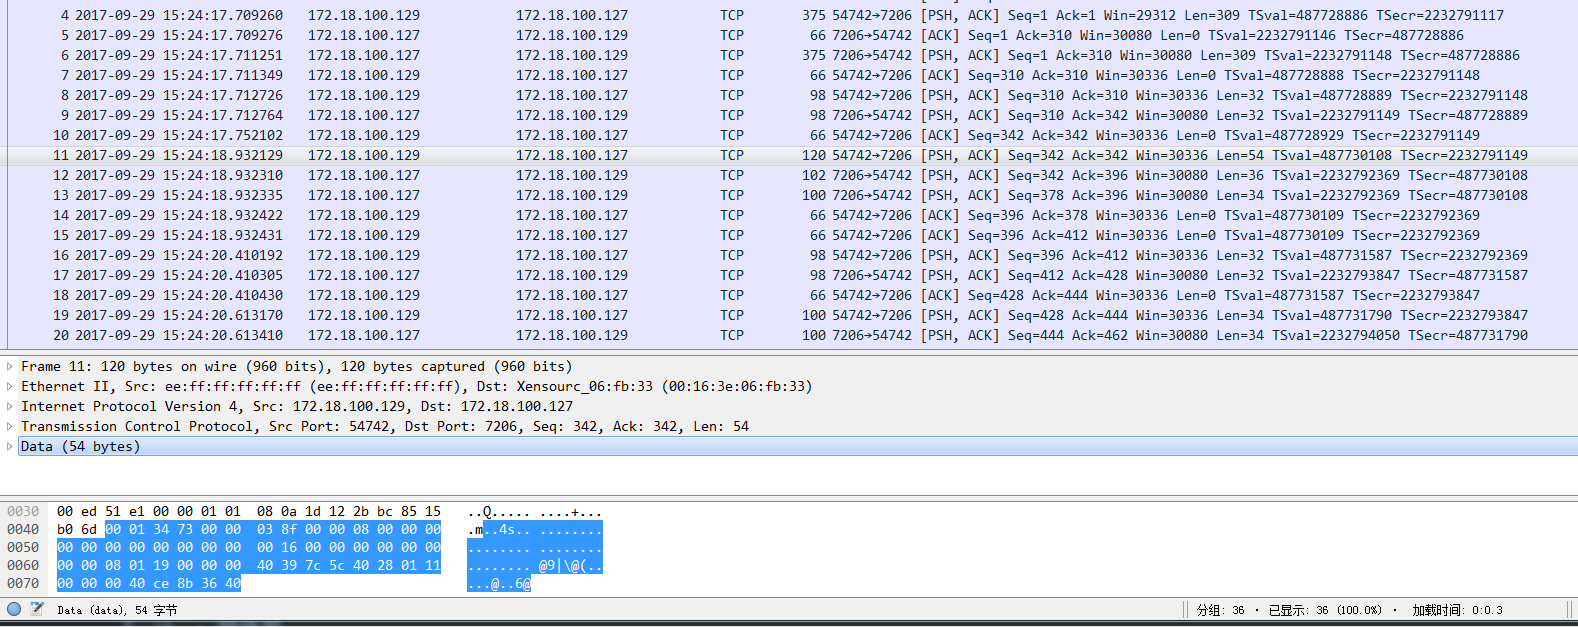 4 2017-09-29 15:24:17.709260 172.18.100.129 172.18.100.127 TCP 375 54742→7206 [PSH, ACK] Seq=1 Ack=1 Win=29312 Len=309 TSval=487728886 TSecr=2232791117
5 2017-09-29 15:24:17.709276 172.18.100.127 172.18.100.129 TCP 66 7206→54742 [ACK] Seq=1 Ack=310 Win=30080 Len=0 TSval=2232791146 TSecr=487728886
6 2017-09-29 15:24:17.711251 172.18.100.127 172.18.100.129 TCP 375 7206→54742 [PSH, ACK] Seq=1 Ack=310 Win=30080 Len=309 TSval=2232791148 TSecr=487728886
7 2017-09-29 15:24:17.711349 172.18.100.129 172.18.100.127 TCP 66 54742→7206 [ACK] Seq=310 Ack=310 Win=30336 Len=0 TSval=487728888 TSecr=2232791148
8 2017-09-29 15:24:17.712726 172.18.100.129 172.18.100.127 TCP 98 54742→7206 [PSH, ACK] Seq=310 Ack=310 Win=30336 Len=32 TSval=487728889 TSecr=2232791148
9 2017-09-29 15:24:17.712764 172.18.100.127 172.18.100.129 TCP 98 7206→54742 [PSH, ACK] Seq=310 Ack=342 Win=30080 Len=32 TSval=2232791149 TSecr=487728889
10 2017-09-29 15:24:17.752102 172.18.100.129 172.18.100.127 TCP 66 54742→7206 [ACK] Seq=342 Ack=342 Win=30336 Len=0 TSval=487728929 TSecr=2232791149
11 2017-09-29 15:24:18.932129 172.18.100.129 172.18.100.127 TCP 120 54742→7206 [PSH, ACK] Seq=342 Ack=342 Win=30336 Len=54 TSval=487730108 TSecr=2232791149
12 2017-09-29 15:24:18.932310 172.18.100.127 172.18.100.129 TCP 102 7206→54742 [PSH, ACK] Seq=342 Ack=396 Win=30080 Len=36 TSval=2232792369 TSecr=487730108
13 2017-09-29 15:24:18.932335 172.18.100.127 172.18.100.129 TCP 100 7206→54742 [PSH, ACK] Seq=378 Ack=396 Win=30080 Len=34 TSval=2232792369 TSecr=487730108
14 2017-09-29 15:24:18.932422 172.18.100.129 172.18.100.127 TCP 66 54742→7206 [ACK] Seq=396 Ack=378 Win=30336 Len=0 TSval=487730109 TSecr=2232792369
15 2017-09-29 15:24:18.932431 172.18.100.129 172.18.100.127 TCP 66 54742→7206 [ACK] Seq=396 Ack=412 Win=30336 Len=0 TSval=487730109 TSecr=2232792369
16 2017-09-29 15:24:20.410192 172.18.100.129 172.18.100.127 TCP 98 54742→7206 [PSH, ACK] Seq=396 Ack=412 Win=30336 Len=32 TSval=487731587 TSecr=2232792369
17 2017-09-29 15:24:20.410305 172.18.100.127 172.18.100.129 TCP 98 7206→54742 [PSH, ACK] Seq=412 Ack=428 Win=30080 Len=32 TSval=2232793847 TSecr=487731587
18 2017-09-29 15:24:20.410430 172.18.100.129 172.18.100.127 TCP 66 54742→7206 [ACK] Seq=428 Ack=444 Win=30336 Len=0 TSval=487731587 TSecr=2232793847
19 2017-09-29 15:24:20.613170 172.18.100.129 172.18.100.127 TCP 100 54742→7206 [PSH, ACK] Seq=428 Ack=444 Win=30336 Len=34 TSval=487731790 TSecr=2232793847
20 2017-09-29 15:24:20.613410 172.18.100.127 172.18.100.129 TCP 100 7206→54742 [PSH, ACK] Seq=444 Ack=462 Win=30080 Len=34 TSval=2232794050 TSecr=487731790
Frame 11: 120 bytes on wire (960 bits), 120 bytes captured (960 bits)
Ethernet II, Src: ee:ff:ff:ff:ff:ff (ee:ff:ff:ff:ff:ff), Dst: Xensourc_06:fb:33 (00:16:3e:06:fb:33)
Internet Protocol Version 4, Src: 172.18.100.129, Dst: 172.18.100.127
Transmission Control Protocol, Src Port: 54742, Dst Port: 7206, Seq: 342, Ack: 342, Len: 54
Data (54 bytes)
0030 00 ed 51 e1 00 00 01 01 08 0a 1d 12 2b bc 85 15 ..Q..... ....+...
0040 b0 6d 00 01 34 73 00 00 03 8f 00 00 08 00 00 00 .m..4s.. ........
0050 00 00 00 00 00 00 00 00 00 16 00 00 00 00 00 00 ........ ........
0060 00 00 08 01 19 00 00 00 40 39 7c 5c 40 28 01 11 ........ @9|\@(..
0070 00 00 00 40 ce 8b 36 40 ...@..6@
Data (data), 54 字节 分组: 36 · 已显示: 36 (100.0%) · 加载时间: 0:0.3